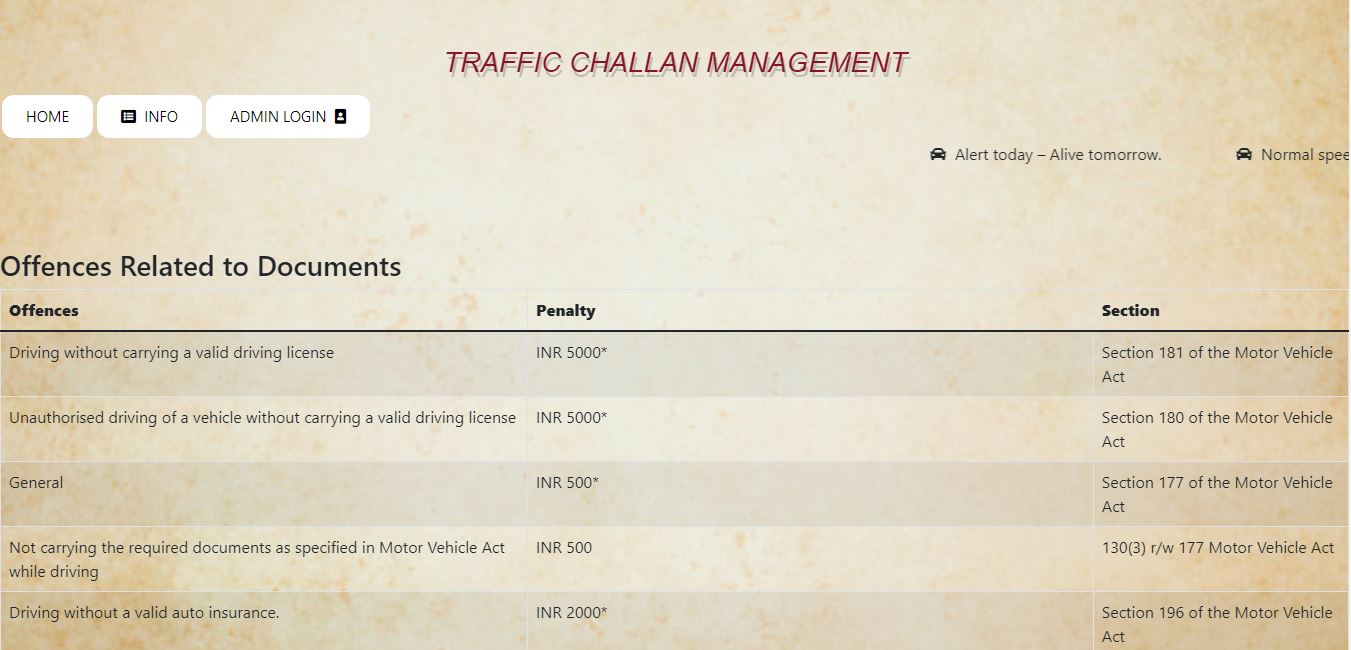 TRAFFIC CHALLAN MANAGEMENT
HOME INFO ADMIN LOGIN
Alert today – Alive tomorrow. Normal spee
Offences Related to Documents
Offences Penalty Section
Driving without carrying a valid driving license INR 5000* Section 181 of the Motor Vehicle
Act
Unauthorised driving of a vehicle without carrying a valid driving license INR 5000* Section 180 of the Motor Vehicle
Act
General INR 500* Section 177 of the Motor Vehicle
Act
Not carrying the required documents as specified in Motor Vehicle Act INR 500 130(3) r/w 177 Motor Vehicle Act
while driving
Driving without a valid auto insurance. INR 2000* Section 196 of the Motor Vehicle
Act